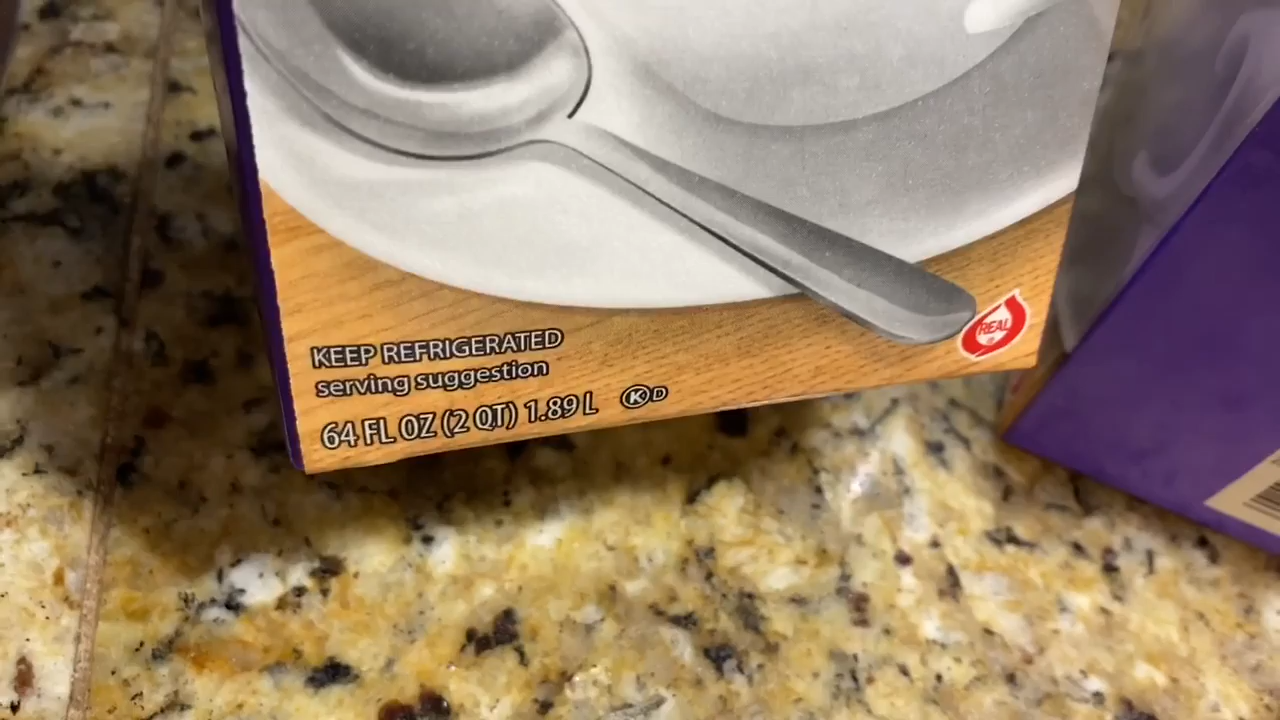 KEEP REFRIGERATED
serving suggestion
64 FL OZ (2 QT) 1.89 L K D
REAL